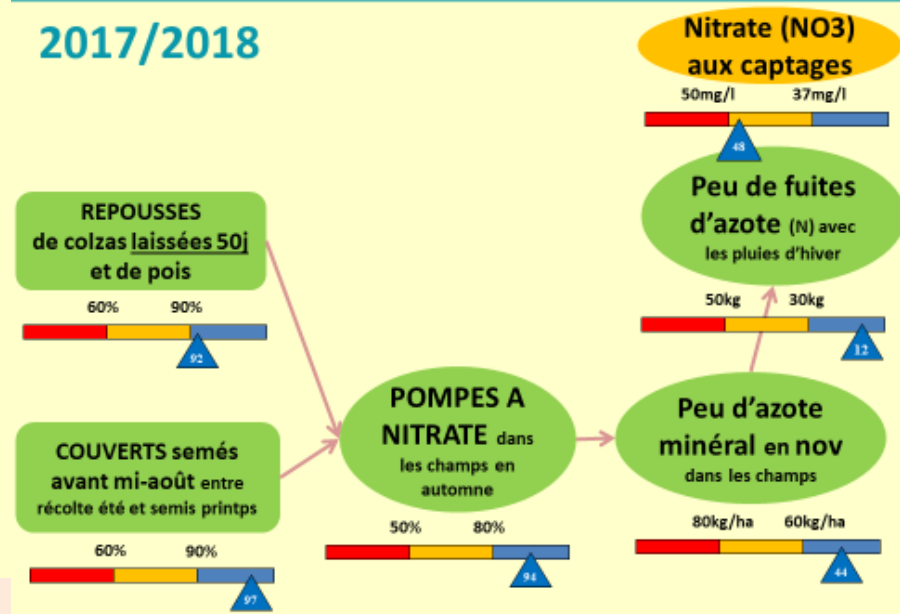 2017/2018
Nitrate (NO3)
aux captages
50mg/l 37mg/l
48
Peu de fuites
d'azote (N) avec
les pluies d'hiver
50kg 30kg
12
REPOUSSES
de colzas laissées 50j
et de pois
60% 90%
92
COUVERTS semés
avant mi-août entre
récolte été et semis printps
60% 90%
97
POMPES A
NITRATE dans
les champs en
automne
50% 80%
94
Peu d'azote
minéral en nov
dans les champs
80kg/ha 60kg/ha
44